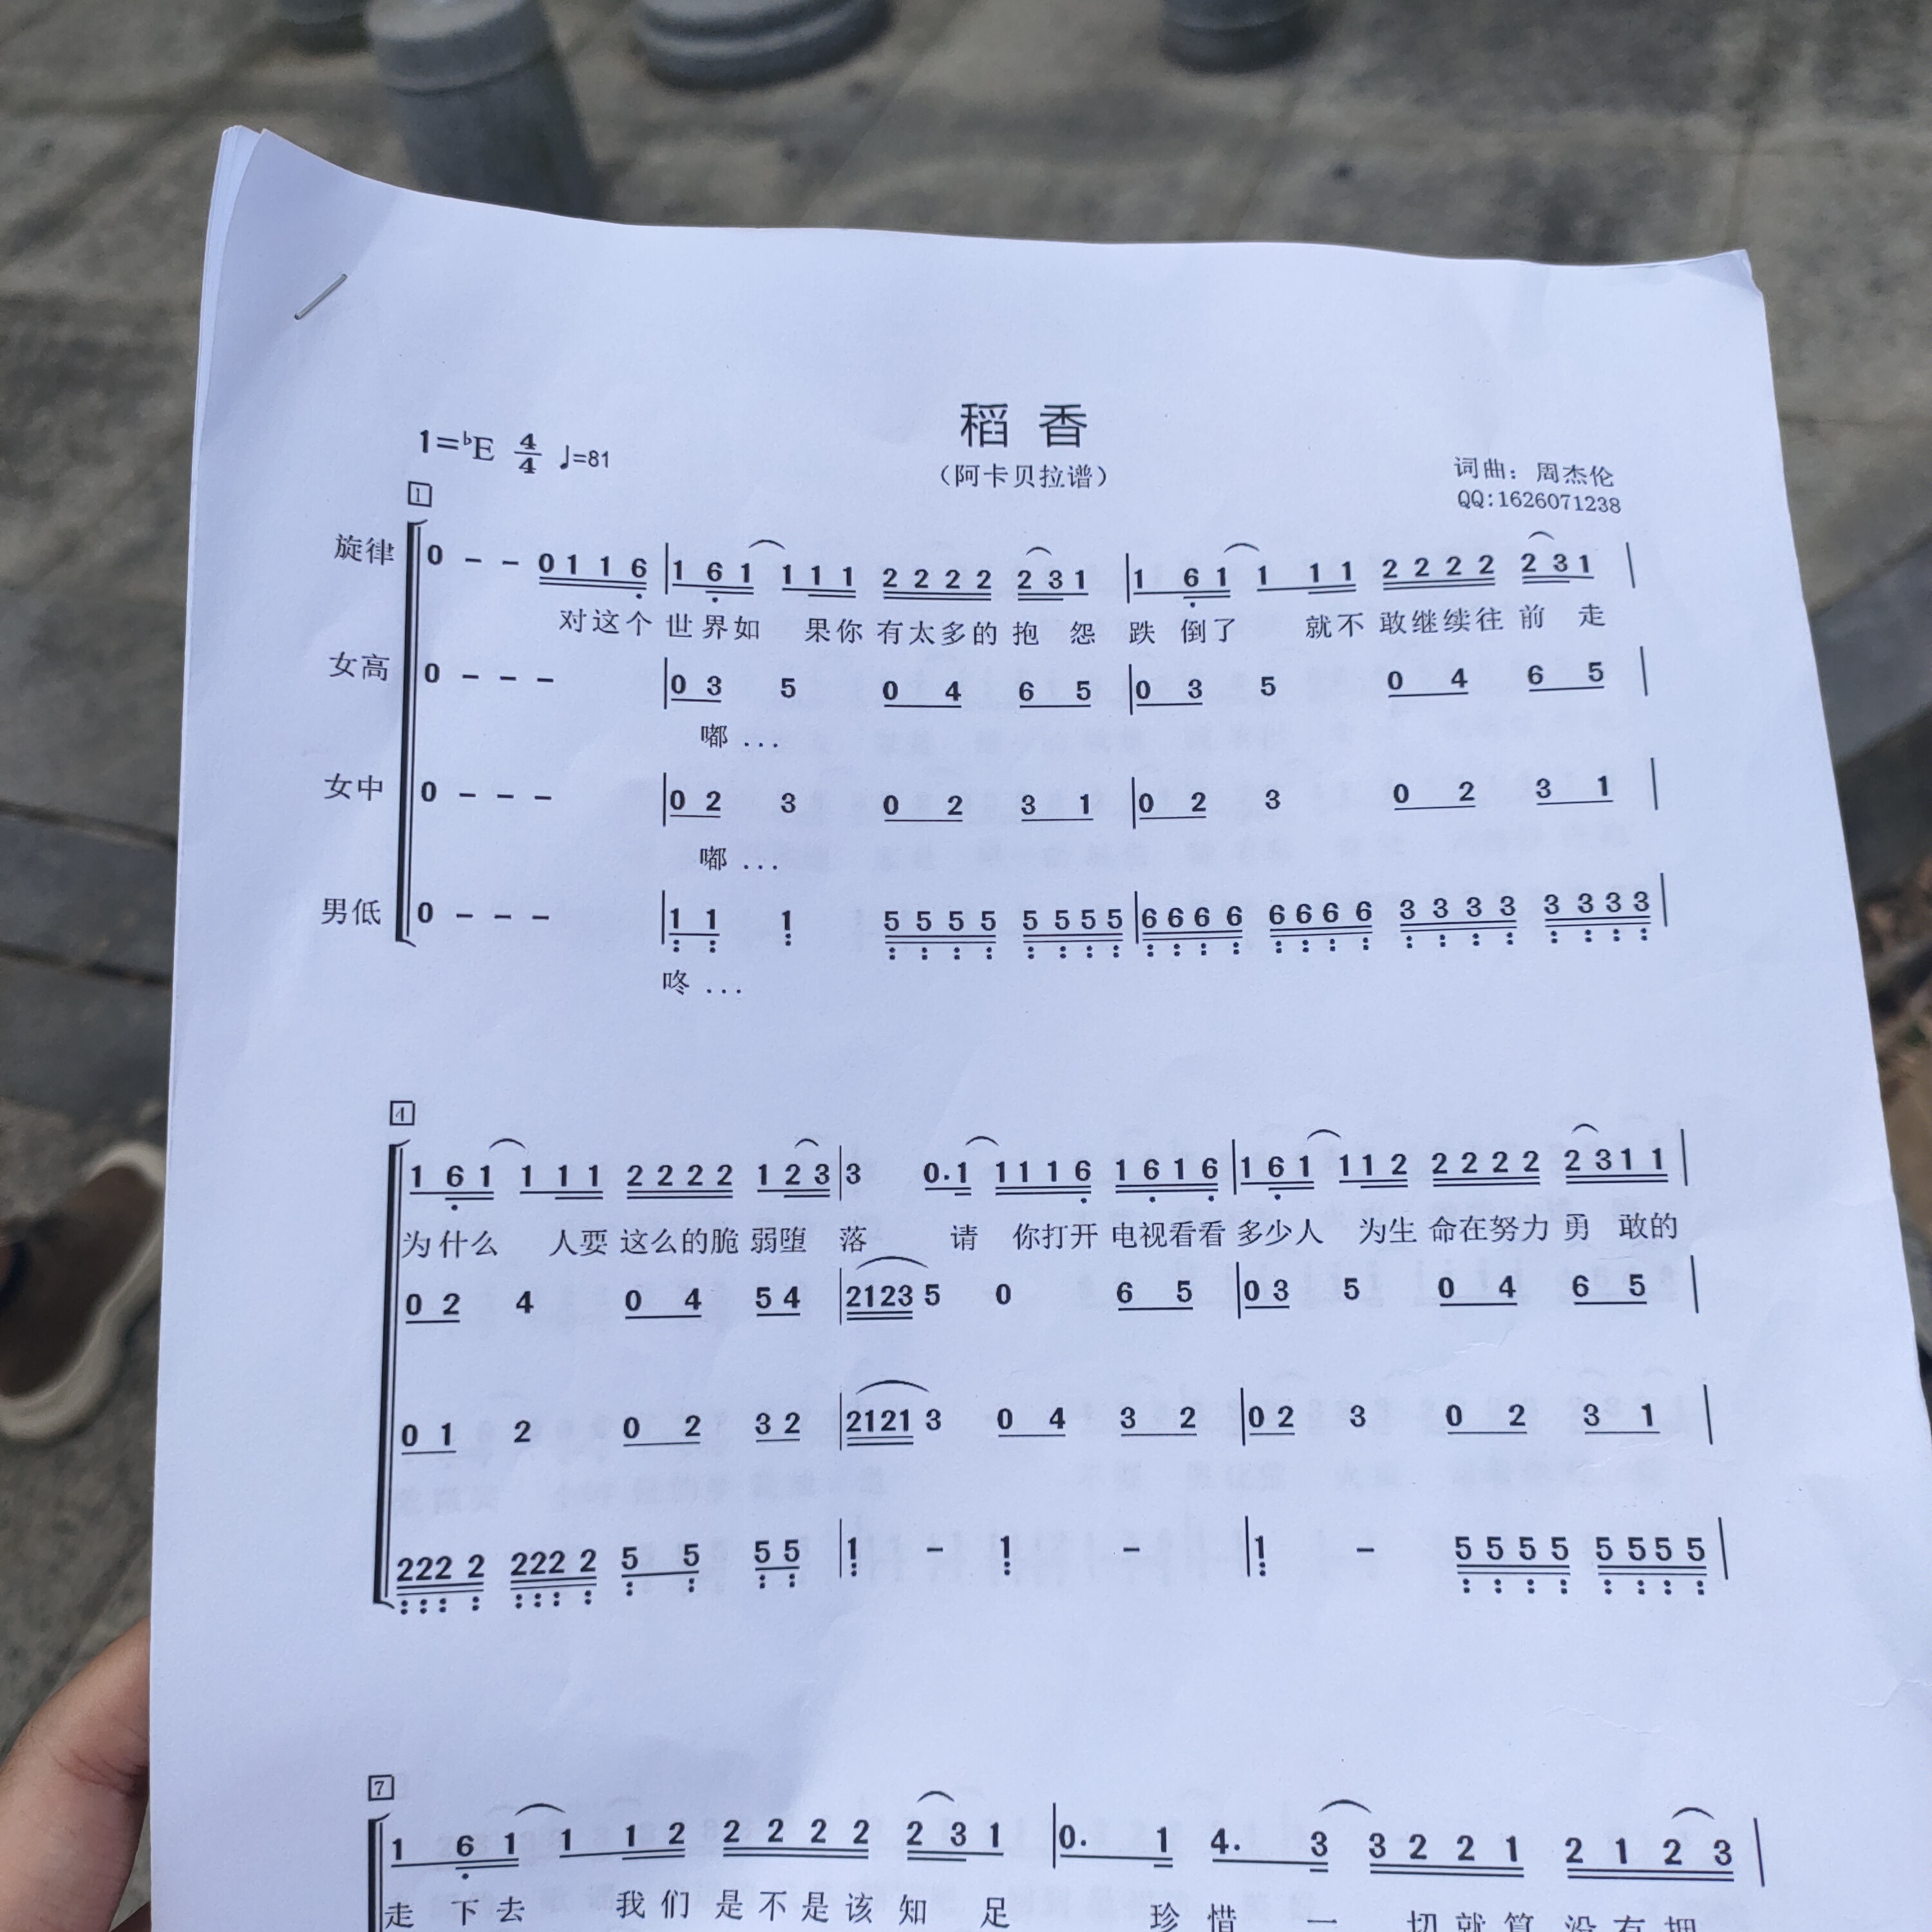 稻 香
(阿卡贝拉谱)
1=♭E 4/4 ♩=81
词曲：周杰伦
QQ:1626071238
1
旋律 0 - - 0 1 1 6 | 1 6 1 1 1 1 2 2 2 2 2 3 1 | 1 6 1 1 1 1 2 2 2 2 2 3 1 |
对这个 世界如 果你 有太多的 抱 怨 跌 倒了 就不 敢继续往 前 走
女高 0 - - - | 0 3 5 0 4 6 5 | 0 3 5 0 4 6 5 |
嘟 ...
女中 0 - - - | 0 2 3 0 2 3 1 | 0 2 3 0 2 3 1 |
嘟 ...
男低 0 - - - | 1 1 1 5 5 5 5 5 5 5 5 | 6 6 6 6 6 6 6 6 3 3 3 3 3 3 3 3 |
咚 ...
4
1 6 1 1 1 1 2 2 2 2 1 2 3 | 3 0. 1 1 1 1 6 1 6 1 6 | 1 6 1 1 1 2 2 2 2 2 2 3 1 1 |
为 什么 人要 这么的脆 弱堕 落 请 你打开 电视看看 多少人 为生 命在努力 勇 敢的
0 2 4 0 4 5 4 | 2123 5 0 6 5 | 0 3 5 0 4 6 5 |
0 1 2 0 2 3 2 | 2121 3 0 4 3 2 | 0 2 3 0 2 3 1 |
222 2 222 2 5 5 5 5 | 1 - 1 - | 1 - 5 5 5 5 5 5 5 5 |
7
1 6 1 1 1 2 2 2 2 2 2 3 1 | 0. 1 4. 3 3 2 2 1 2 1 2 3 |
走 下 去 我 们 是 不 是 该 知 足 珍 惜 一 切 就 算 没 有 拥